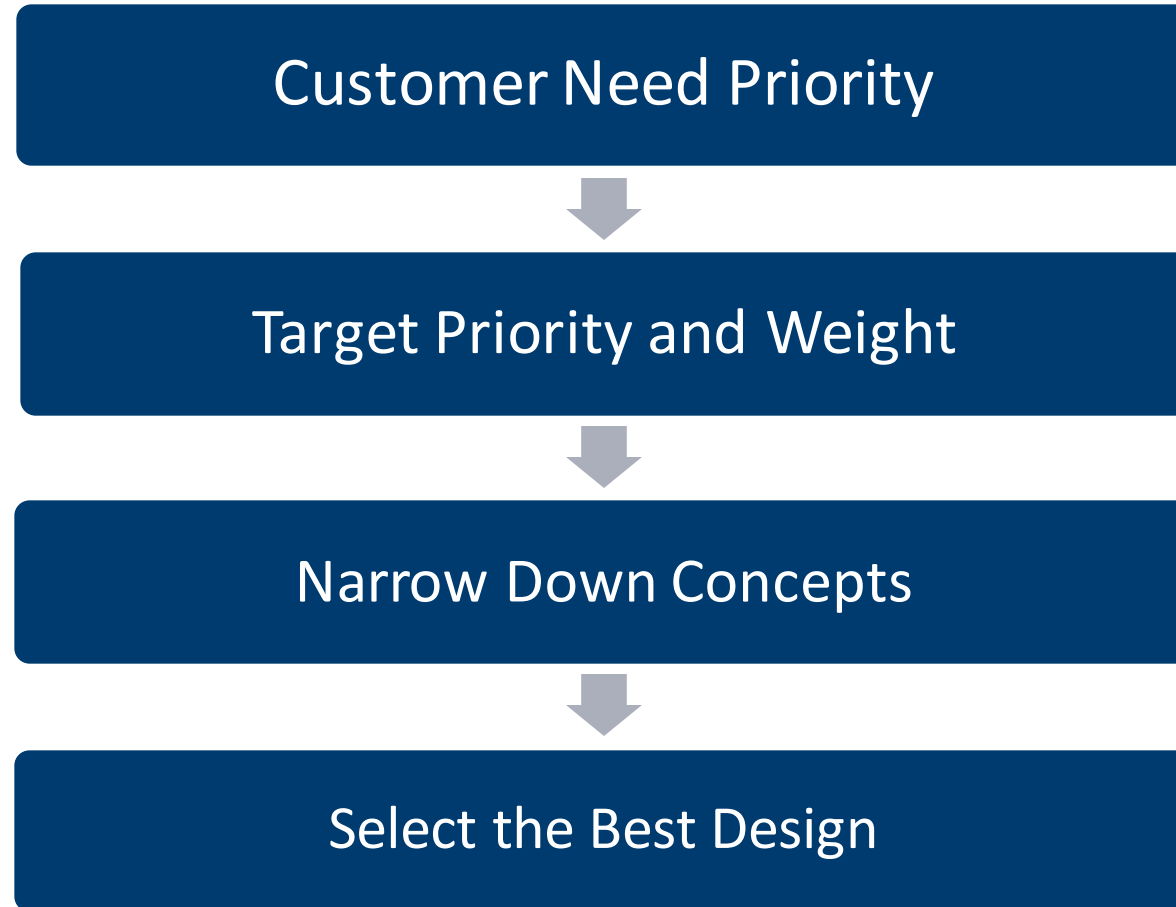 Customer Need Priority
Target Priority and Weight
Narrow Down Concepts
Select the Best Design